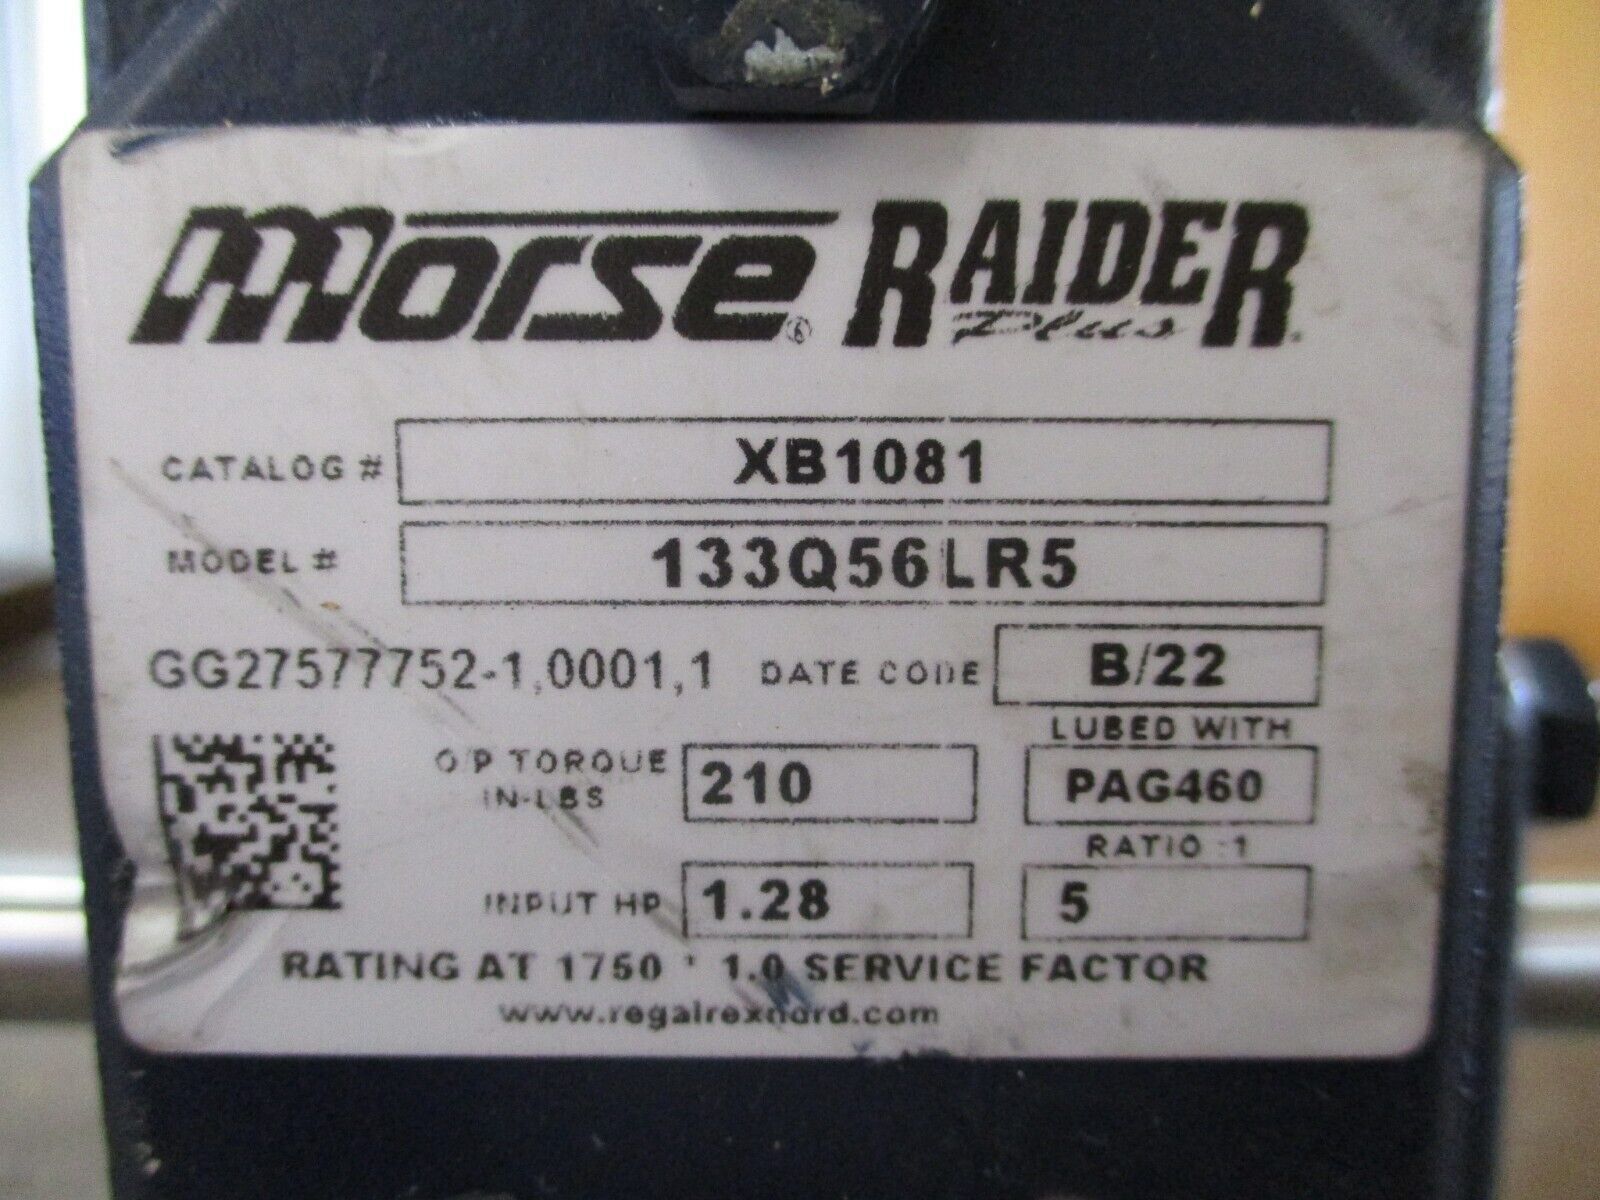 morse® RAIDER Plus
CATALOG # XB1081
MODEL # 133Q56LR5
GG27577752-1,0001,1 DATE CODE B/22
LUBED WITH
O/P TORQUE IN-LBS 210 PAG460
RATIO :1
INPUT HP 1.28 5
RATING AT 1750 * 1.0 SERVICE FACTOR
www.regalrexnord.com